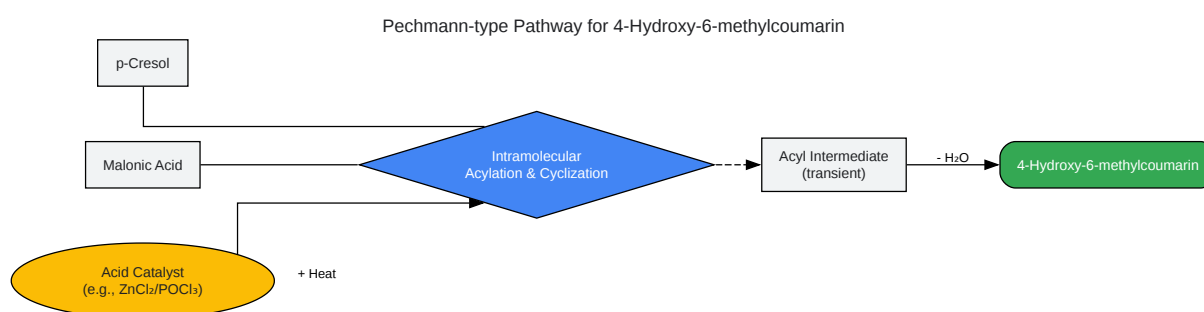 Pechmann-type Pathway for 4-Hydroxy-6-methylcoumarin
p-Cresol
Malonic Acid
Intramolecular
Acylation & Cyclization
Acyl Intermediate
(transient)
- H₂O
4-Hydroxy-6-methylcoumarin
Acid Catalyst
(e.g., ZnCl₂/POCl₃)
+ Heat